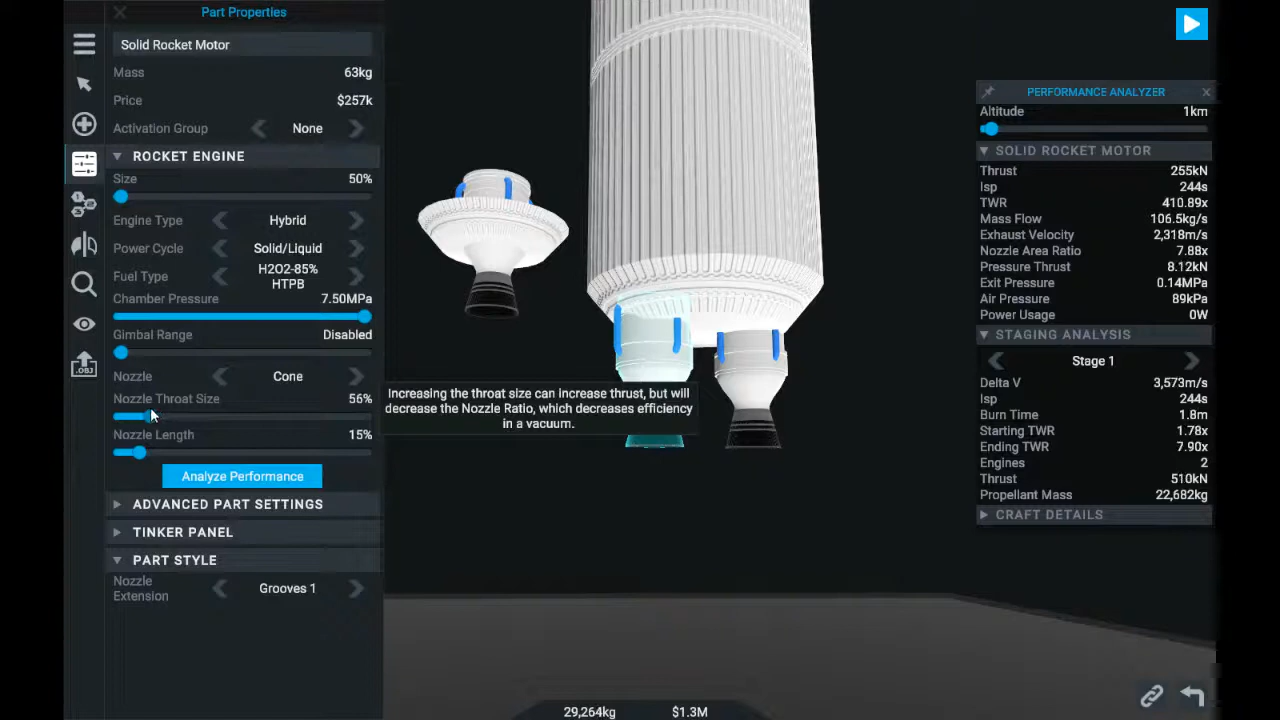 Part Properties
Solid Rocket Motor
Mass 63kg
Price $257k
Activation Group None
ROCKET ENGINE
Size 50%
Engine Type Hybrid
Power Cycle Solid/Liquid
Fuel Type H2O2-85% HTPB
Chamber Pressure 7.50MPa
Gimbal Range Disabled
Nozzle Cone
Nozzle Throat Size 56%
Nozzle Length 15%
Analyze Performance
ADVANCED PART SETTINGS
TINKER PANEL
PART STYLE
Nozzle Extension Grooves 1
.OBJ
Increasing the throat size can increase thrust, but will
decrease the Nozzle Ratio, which decreases efficiency
in a vacuum.
PERFORMANCE ANALYZER
Altitude 1km
SOLID ROCKET MOTOR
Thrust 255kN
Isp 244s
TWR 410.89x
Mass Flow 106.5kg/s
Exhaust Velocity 2,318m/s
Nozzle Area Ratio 7.88x
Pressure Thrust 8.12kN
Exit Pressure 0.14MPa
Air Pressure 89kPa
Power Usage 0W
STAGING ANALYSIS
Stage 1
Delta V 3,573m/s
Isp 244s
Burn Time 1.8m
Starting TWR 1.78x
Ending TWR 7.90x
Engines 2
Thrust 510kN
Propellant Mass 22,682kg
CRAFT DETAILS
29,264kg $1.3M